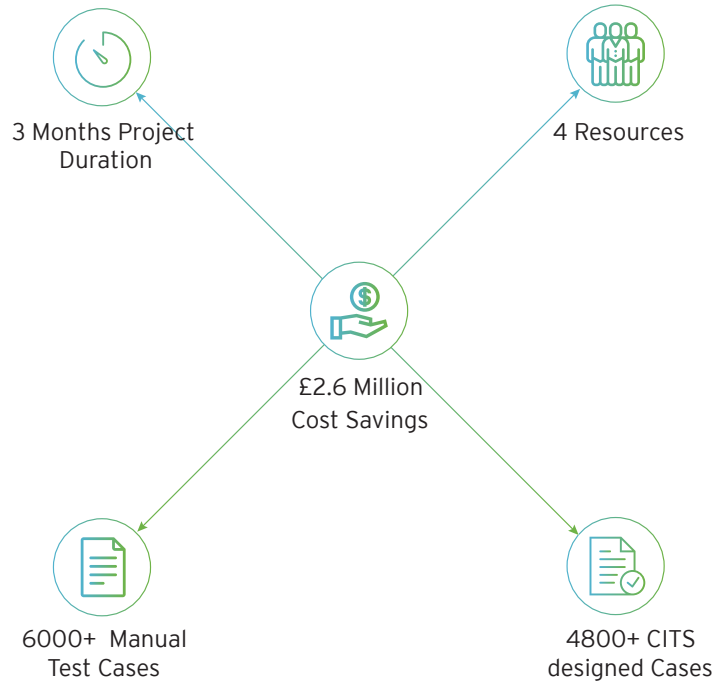 3 Months Project
Duration
4 Resources
$
£2.6 Million
Cost Savings
6000+ Manual
Test Cases
4800+ CITS
designed Cases